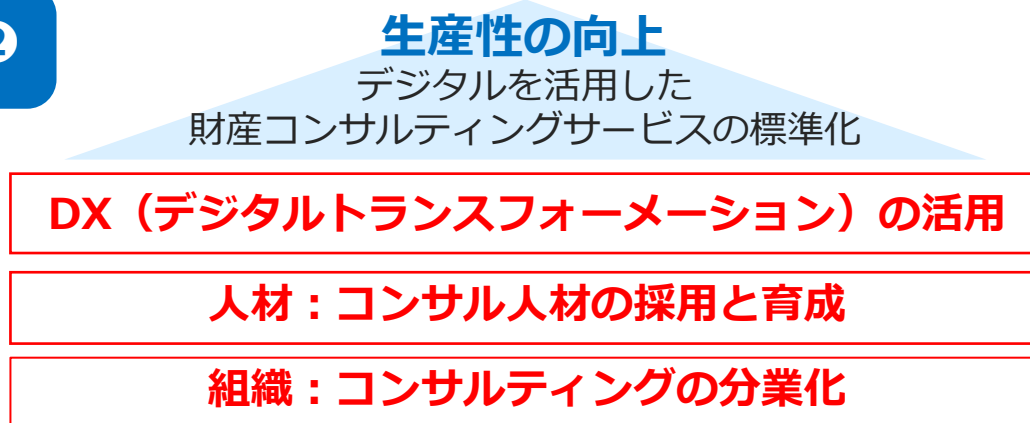 ❷
生産性の向上
デジタルを活用した
財産コンサルティングサービスの標準化
DX（デジタルトランスフォーメーション）の活用
人材：コンサル人材の採用と育成
組織：コンサルティングの分業化